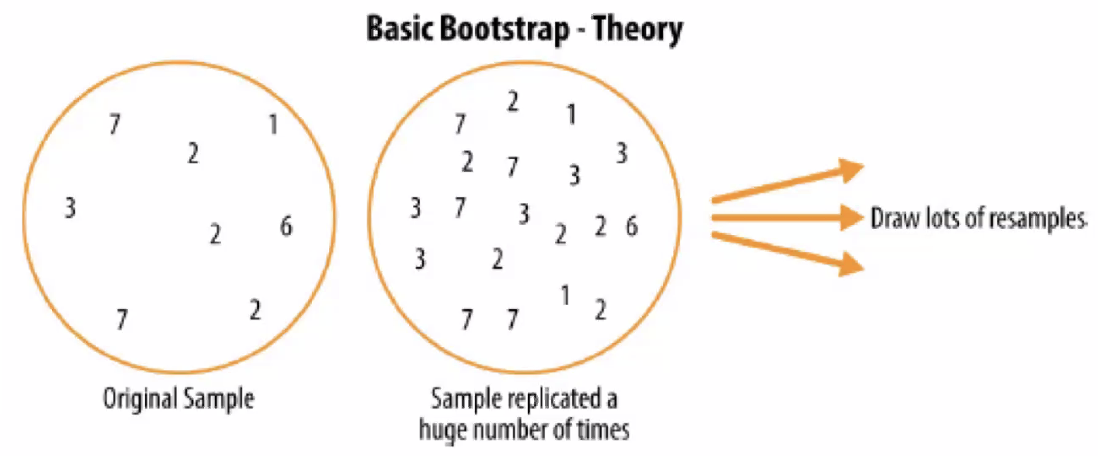 Basic Bootstrap - Theory
7 1
2
3
2 6
7 2
Original Sample
2
7 1
2 7 3 3
3 7 3
2 2 6
3 2
1
7 7 2
Sample replicated a
huge number of times
Draw lots of resamples